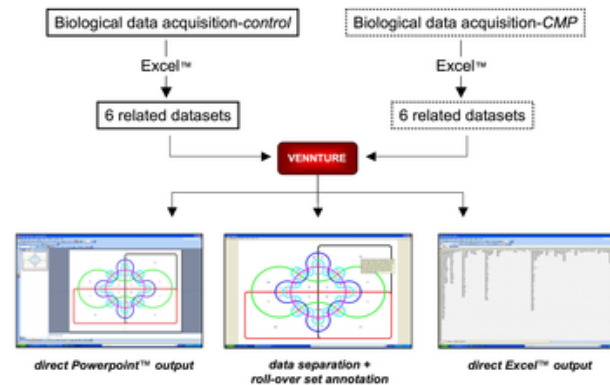 Biological data acquisition-control
Biological data acquisition-CMP
Excel™
Excel™
6 related datasets
6 related datasets
VENNTURE
direct Powerpoint™ output
data separation +
roll-over set annotation
direct Excel™ output